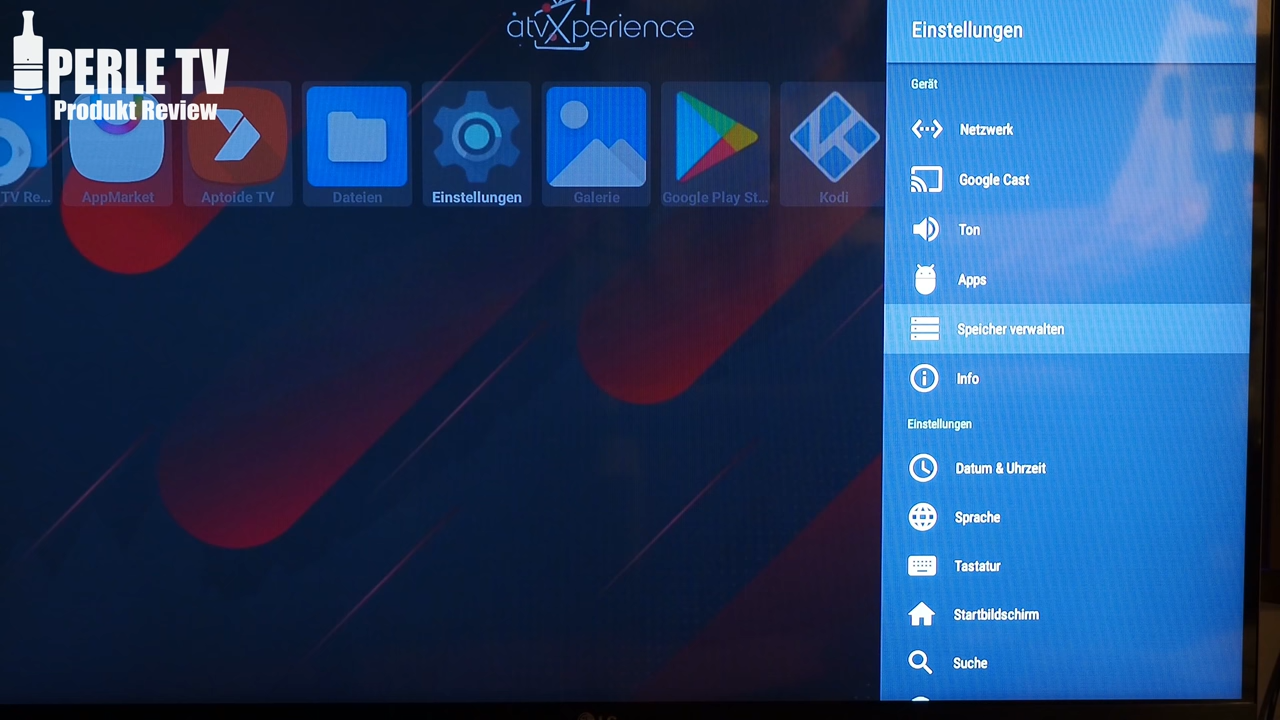 PERLE TV
Produkt Review
atvXperience
TV Re...
AppMarket
Aptoide TV
Dateien
Einstellungen
Galerie
Google Play St...
Kodi
Einstellungen
Gerät
Netzwerk
Google Cast
Ton
Apps
Speicher verwalten
Info
Einstellungen
Datum & Uhrzeit
Sprache
Tastatur
Startbildschirm
Suche
LG